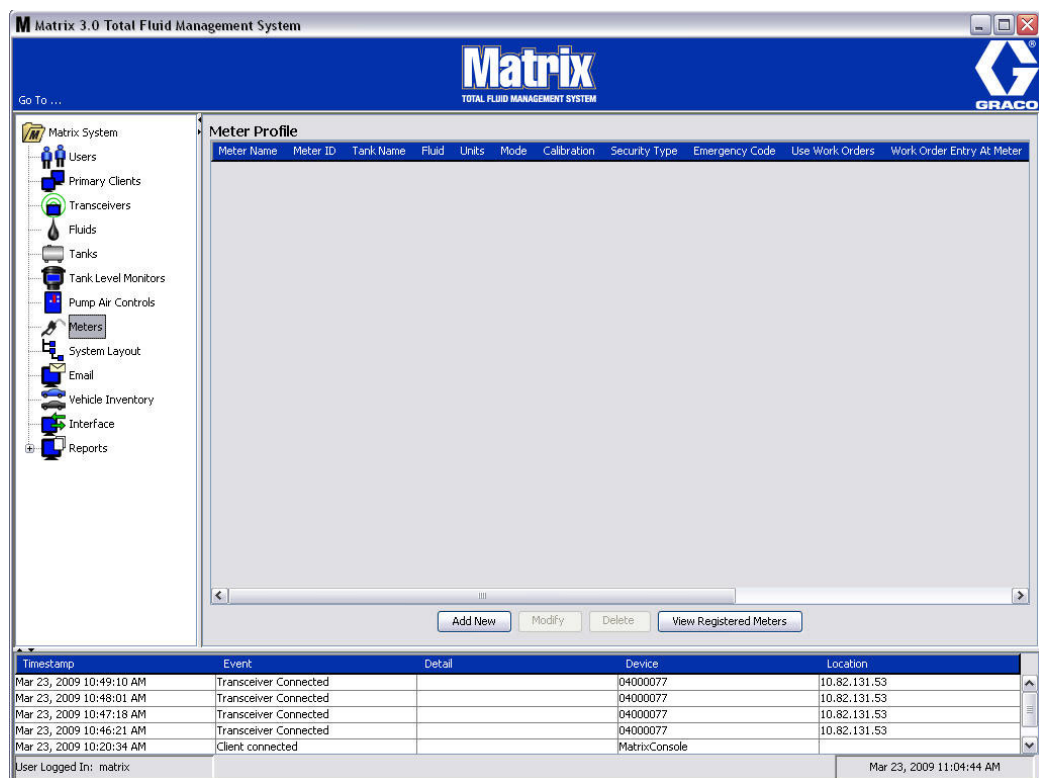 M Matrix 3.0 Total Fluid Management System
Matrix
TOTAL FLUID MANAGEMENT SYSTEM
®
GRACO
Go To ...
Matrix System
Users
Primary Clients
Transceivers
Fluids
Tanks
Tank Level Monitors
Pump Air Controls
Meters
System Layout
Email
Vehicle Inventory
Interface
Reports
Meter Profile
Meter Name Meter ID Tank Name Fluid Units Mode Calibration Security Type Emergency Code Use Work Orders Work Order Entry At Meter
Add New Modify Delete View Registered Meters
Timestamp Event Detail Device Location
Mar 23, 2009 10:49:10 AM Transceiver Connected 04000077 10.82.131.53
Mar 23, 2009 10:48:01 AM Transceiver Connected 04000077 10.82.131.53
Mar 23, 2009 10:47:18 AM Transceiver Connected 04000077 10.82.131.53
Mar 23, 2009 10:46:21 AM Transceiver Connected 04000077 10.82.131.53
Mar 23, 2009 10:20:34 AM Client connected MatrixConsole
User Logged In: matrix Mar 23, 2009 11:04:44 AM